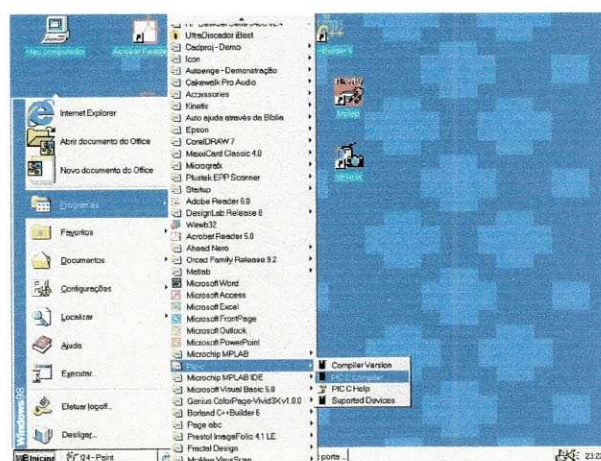 Meu computador
Acrobat Reader
Internet Explorer
Abrir documento do Office
Novo documento do Office
Programas
Favoritos
Documentos
Configurações
Localizar
Ajuda
Executar...
Efetuar logoff...
Desligar...
Windows98
Iniciar
24 - Paint
UltraDiscador iBest
Cadproj - Demo
Icon
Autoenge - Demonstração
Cakewalk Pro Audio
Accessories
Kinetix
Auto ajuda através da Bíblia
Epson
CorelDRAW 7
MaxxiCard Classic 4.0
Micrografx
Plustek EPP Scanner
Startup
Adobe Reader 6.0
DesignLab Release 8
Wawb32
Acrobat Reader 5.0
Ahead Nero
Orcad Family Release 9.2
Matlab
Microsoft Word
Microsoft Access
Microsoft Excel
Microsoft FrontPage
Microsoft Outlook
Microsoft PowerPoint
Microchip MPLAB
Microchip MPLAB IDE
Microsoft Visual Basic 5.0
Genius ColorPage-Vivid3X v1.0.0
Borland C++Builder 6
Page abc
Presto! ImageFolio 4.1 LE
Fractal Design
McAfee VirusScan
Compiler Version
PIC C Compiler
PIC C Help
Suported Devices
porta